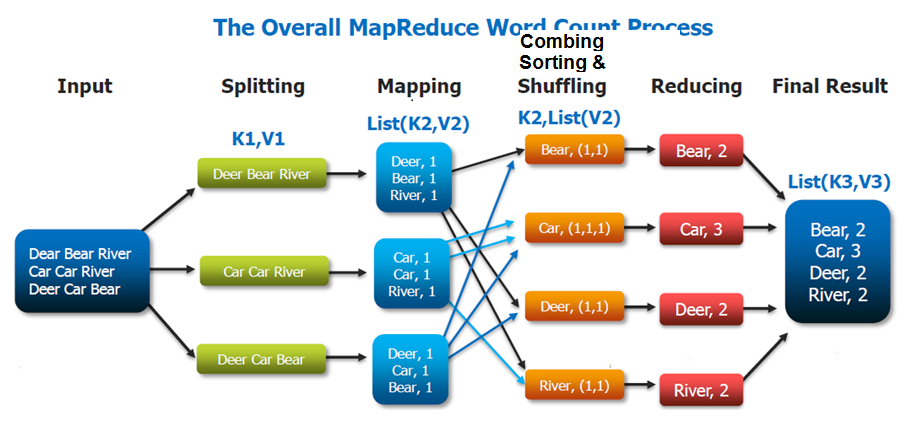 The Overall MapReduce Word Count Process
Combing
Sorting &
Input
Splitting
Mapping
Shuffling
Reducing
Final Result
K1,V1
List(K2,V2)
K2,List(V2)
List(K3,V3)
Dear Bear River
Car Car River
Deer Car Bear
Deer Bear River
Car Car River
Deer Car Bear
Deer, 1
Bear, 1
River, 1
Car, 1
Car, 1
River, 1
Deer, 1
Car, 1
Bear, 1
Bear, (1,1)
Car, (1,1,1)
Deer, (1,1)
River, (1,1)
Bear, 2
Car, 3
Deer, 2
River, 2
Bear, 2
Car, 3
Deer, 2
River, 2